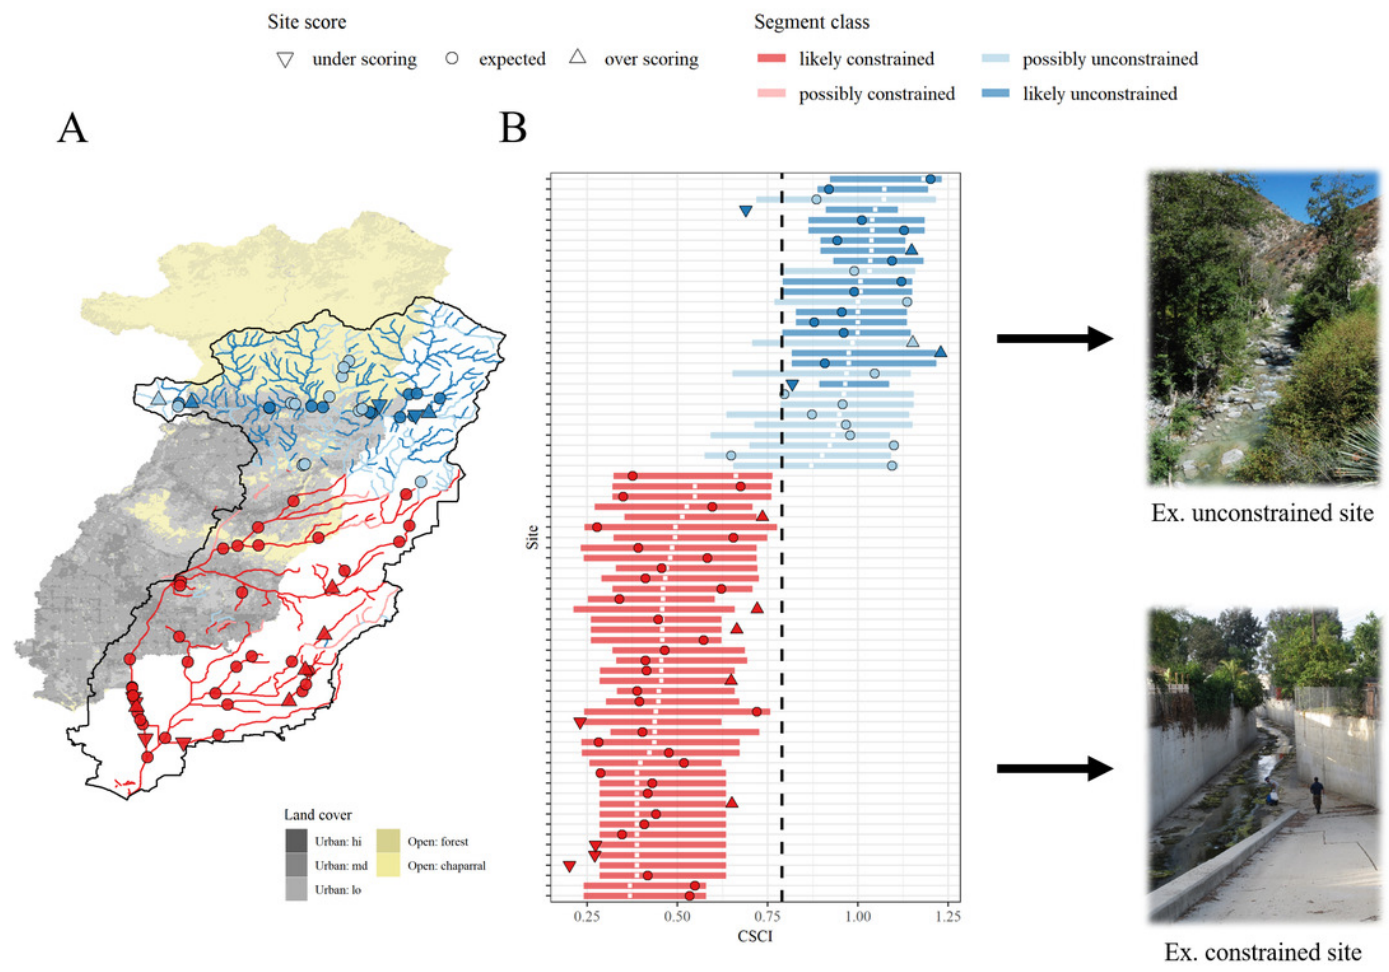 Site score
under scoring
expected
over scoring
Segment class
likely constrained
possibly unconstrained
possibly constrained
likely unconstrained
A
B
Site
0.25
0.50
0.75
1.00
1.25
CSCI
Land cover
Urban: hi
Open: forest
Urban: md
Open: chaparral
Urban: lo
Ex. unconstrained site
Ex. constrained site